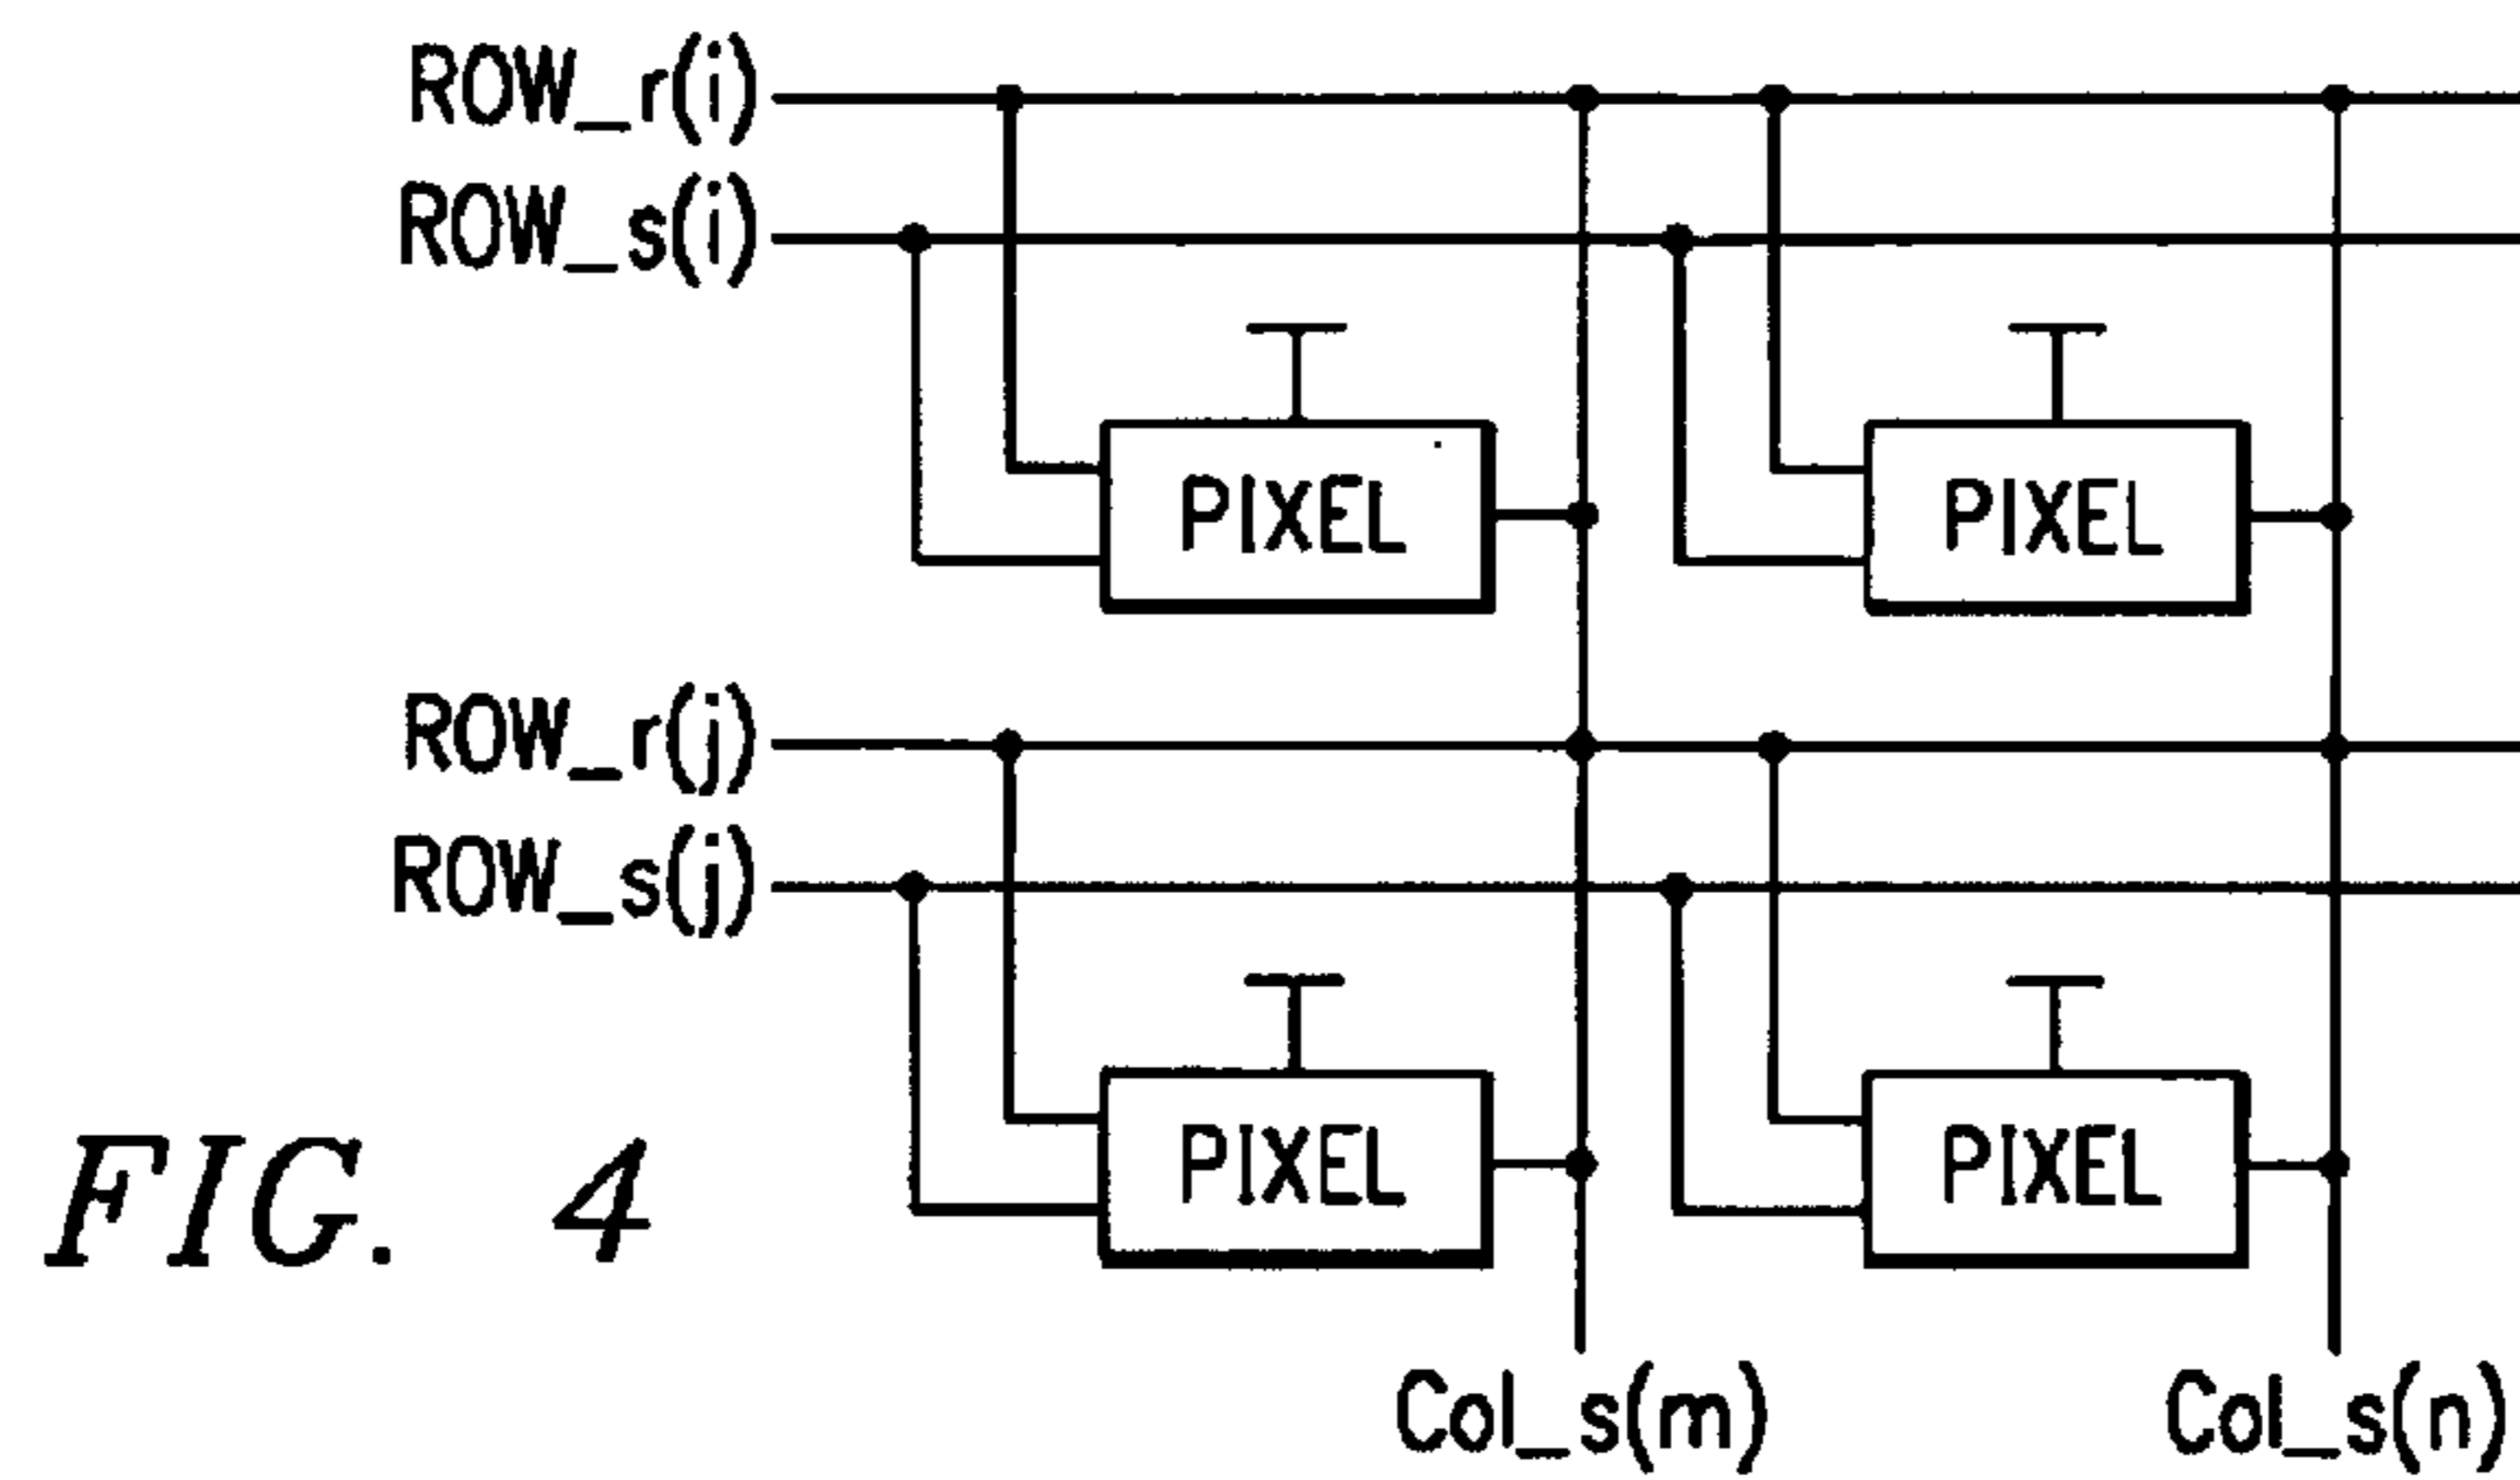 ROW_r(i)
ROW_s(i)
PIXEL PIXEL
ROW_r(j)
ROW_s(j)
PIXEL PIXEL
FIG. 4
Col_s(m) Col_s(n)